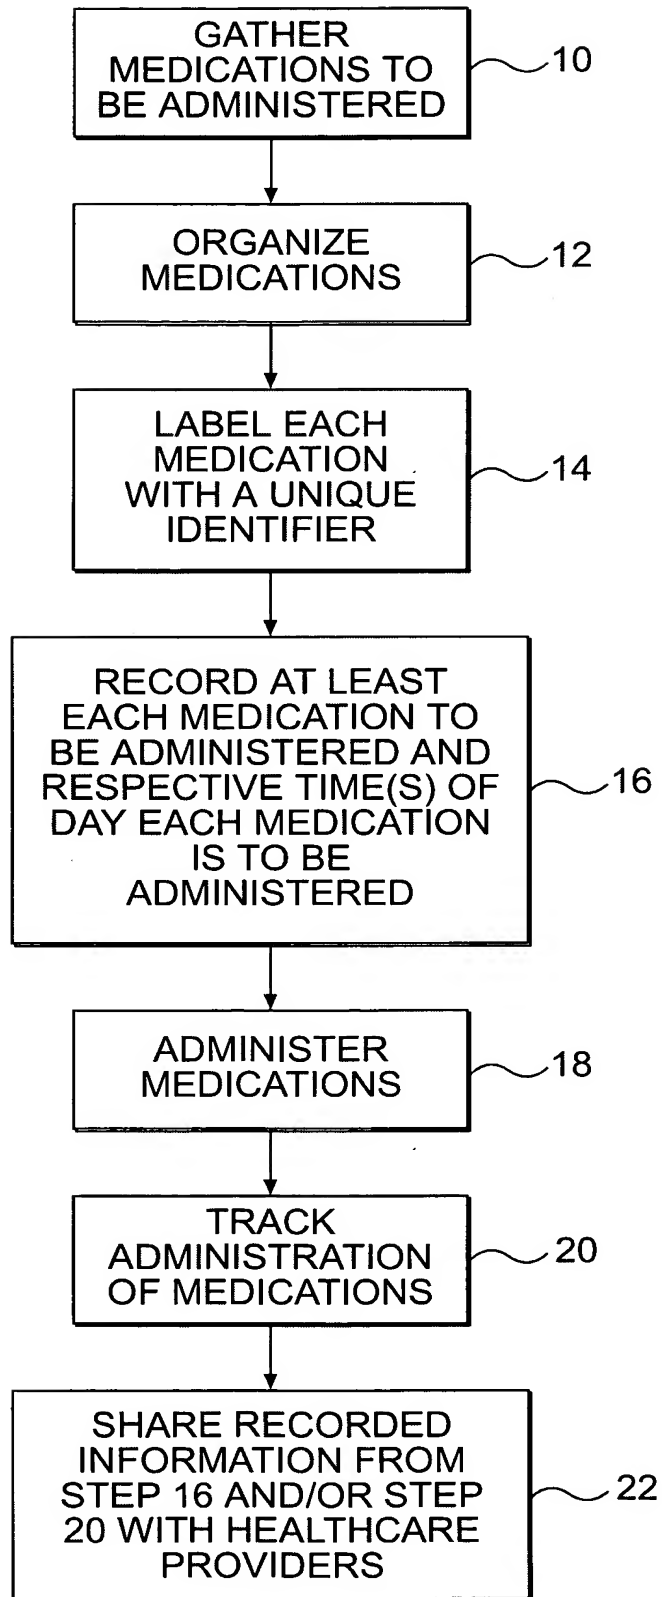 GATHER
MEDICATIONS TO
BE ADMINISTERED
10
ORGANIZE
MEDICATIONS
12
LABEL EACH
MEDICATION
WITH A UNIQUE
IDENTIFIER
14
RECORD AT LEAST
EACH MEDICATION TO
BE ADMINISTERED AND
RESPECTIVE TIME(S) OF
DAY EACH MEDICATION
IS TO BE
ADMINISTERED
16
ADMINISTER
MEDICATIONS
18
TRACK
ADMINISTRATION
OF MEDICATIONS
20
SHARE RECORDED
INFORMATION FROM
STEP 16 AND/OR STEP
20 WITH HEALTHCARE
PROVIDERS
22